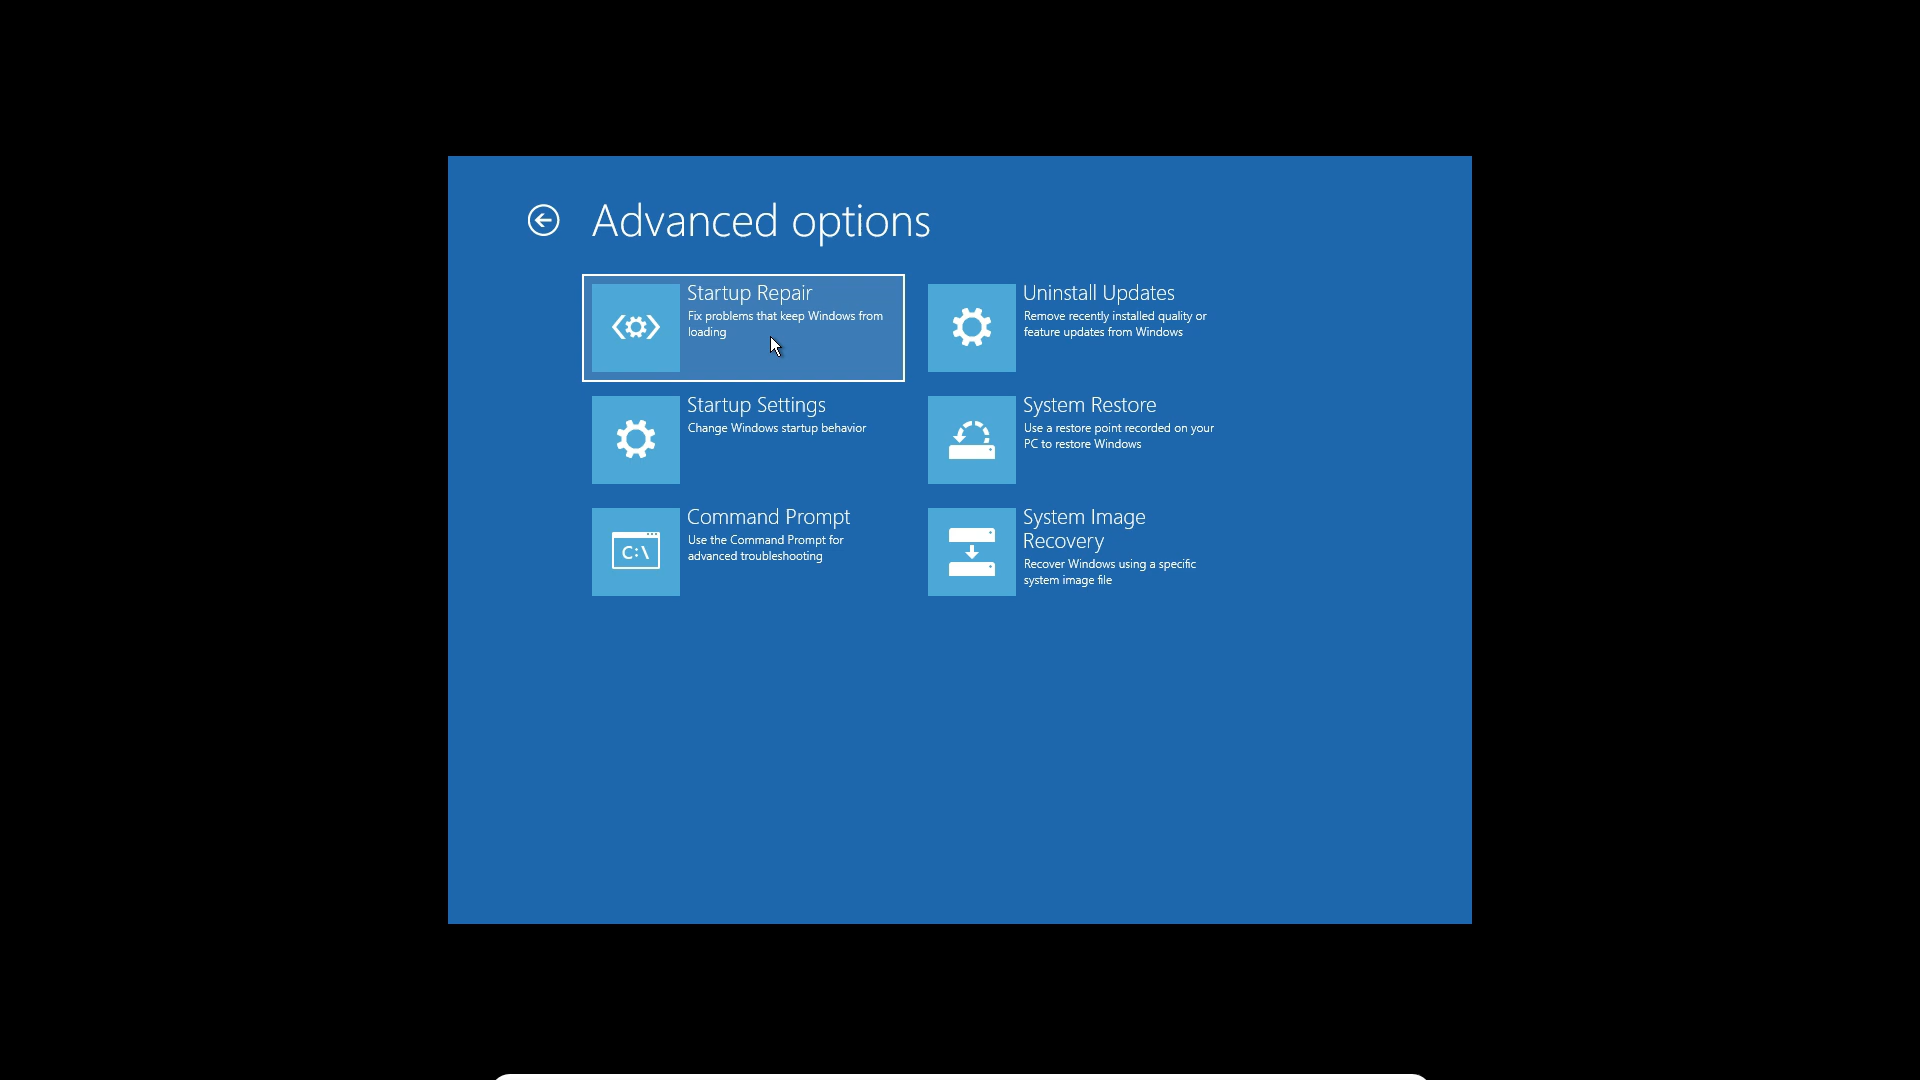 Advanced options
Startup Repair
Fix problems that keep Windows from
loading
Uninstall Updates
Remove recently installed quality or
feature updates from Windows
Startup Settings
Change Windows startup behavior
System Restore
Use a restore point recorded on your
PC to restore Windows
C:\
Command Prompt
Use the Command Prompt for
advanced troubleshooting
System Image
Recovery
Recover Windows using a specific
system image file